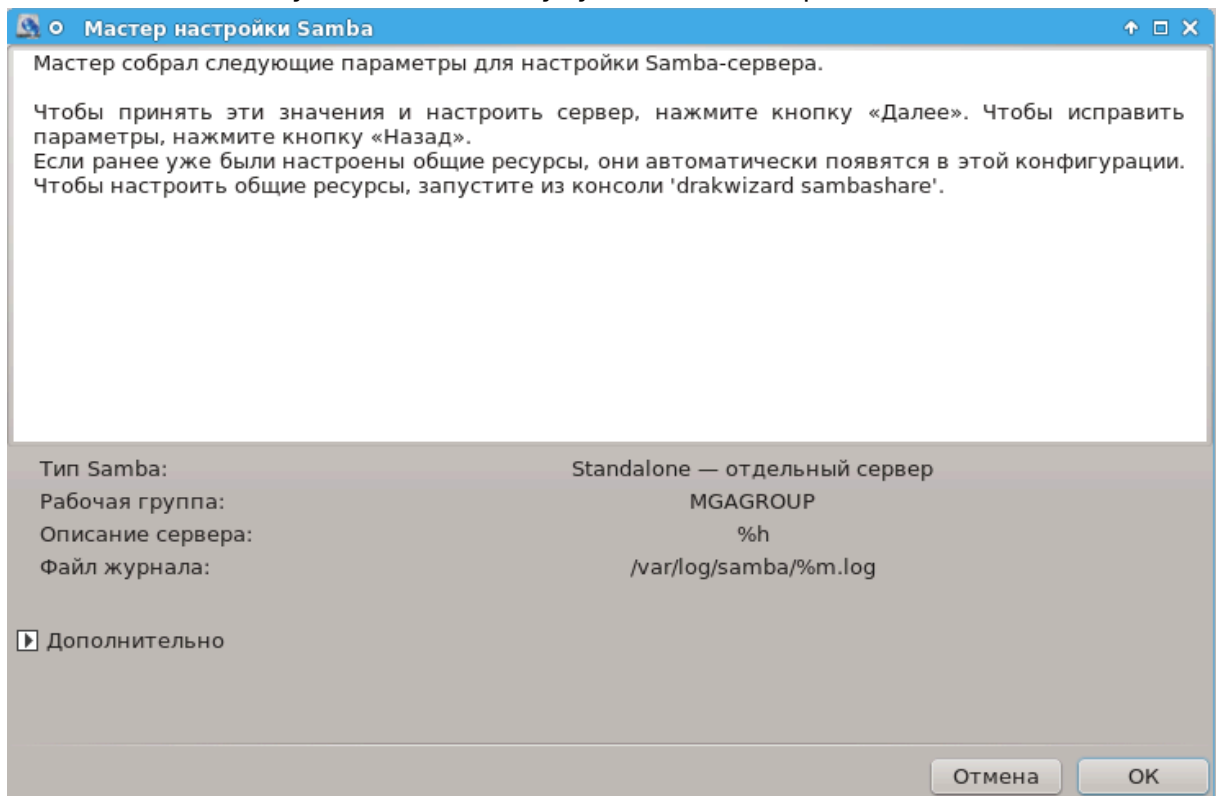 Мастер настройки Samba
Мастер собрал следующие параметры для настройки Samba-сервера.
Чтобы принять эти значения и настроить сервер, нажмите кнопку «Далее». Чтобы исправить
параметры, нажмите кнопку «Назад».
Если ранее уже были настроены общие ресурсы, они автоматически появятся в этой конфигурации.
Чтобы настроить общие ресурсы, запустите из консоли 'drakwizard sambashare'.
Тип Samba: Standalone — отдельный сервер
Рабочая группа: MGAGROUP
Описание сервера: %h
Файл журнала: /var/log/samba/%m.log
Дополнительно
Отмена OK